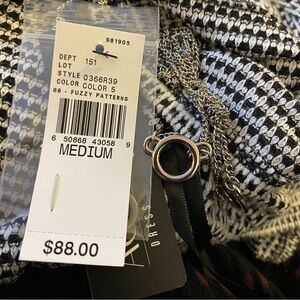 981905
DEPT 151
LOT
STYLE 0366R39
COLOR COLOR 5
66 - FUZZY PATTERNS
6 50868 43058 9
MEDIUM
$88.00
DRESS